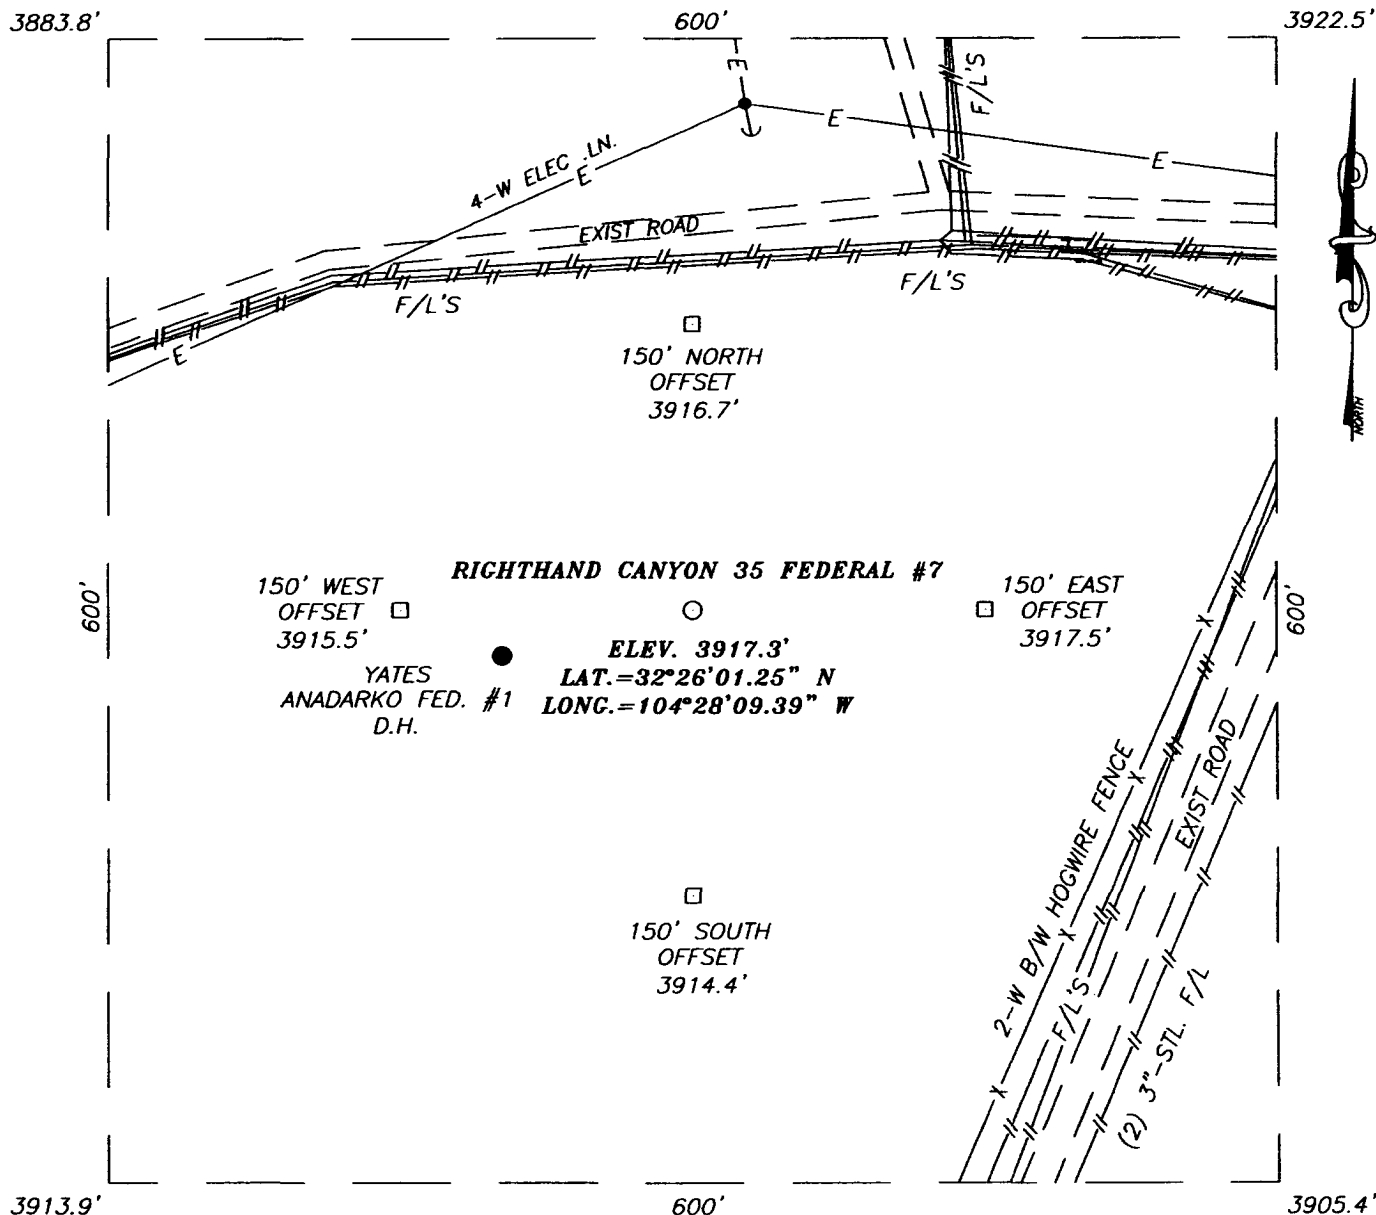 3883.8'
600'
3922.5'
E
F/L'S
E
4-W ELEC .LN.
E
E
EXIST ROAD
F/L'S
F/L'S
E
NORTH
150' NORTH
OFFSET
3916.7'
RIGHTHAND CANYON 35 FEDERAL #7
150' WEST
OFFSET
3915.5'
150' EAST
OFFSET
3917.5'
600'
600'
ELEV. 3917.3'
LAT.=32°26'01.25" N
LONG.=104°28'09.39" W
YATES
ANADARKO FED. #1
D.H.
X
X
X
X
2-W B/W HOGWIRE FENCE
EXIST ROAD
F/L'S
(2) 3"-STL. F/L
150' SOUTH
OFFSET
3914.4'
3913.9'
600'
3905.4'